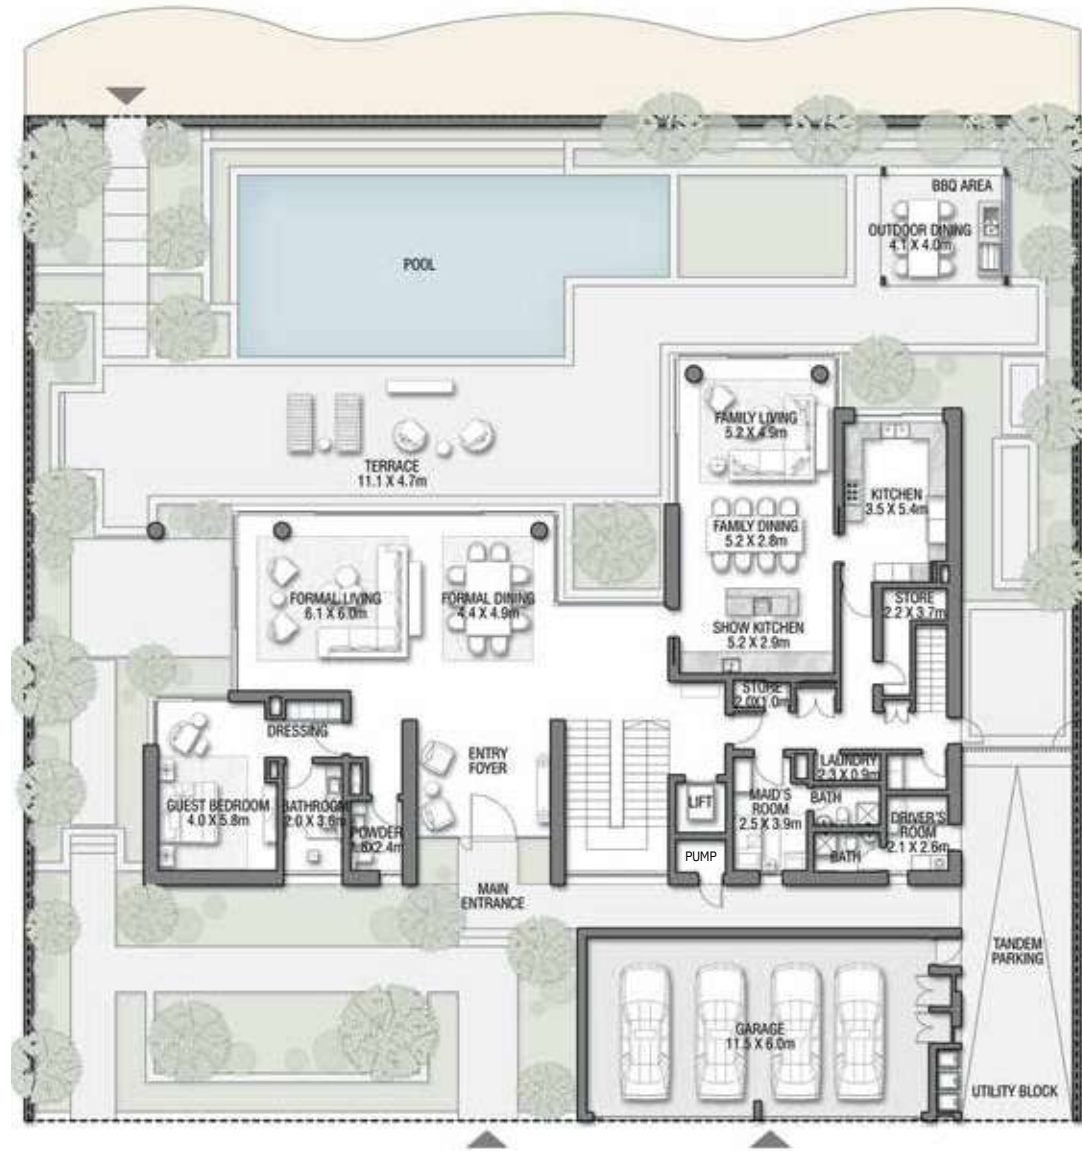 BBQ AREA
OUTDOOR DINING
4.1 X 4.0m
POOL
FAMILY LIVING
5.2 X 4.9m
TERRACE
11.1 X 4.7m
KITCHEN
3.5 X 5.4m
FAMILY DINING
5.2 X 2.8m
FORMAL LIVING
6.1 X 6.0m
FORMAL DINING
4.4 X 4.9m
STORE
2.2 X 3.7m
SHOW KITCHEN
5.2 X 2.9m
STORE
2.0X1.0m
DRESSING
ENTRY
FOYER
LAUNDRY
2.3 X 0.9m
GUEST BEDROOM
4.0 X 5.8m
BATHROOM
2.0 X 3.6m
POWDER
1.8X2.4m
LIFT
MAID'S
ROOM
2.5 X 3.9m
BATH
DRIVER'S
ROOM
2.1 X 2.6m
BATH
PUMP
MAIN
ENTRANCE
TANDEM
PARKING
GARAGE
11.5 X 6.0m
UTILITY BLOCK